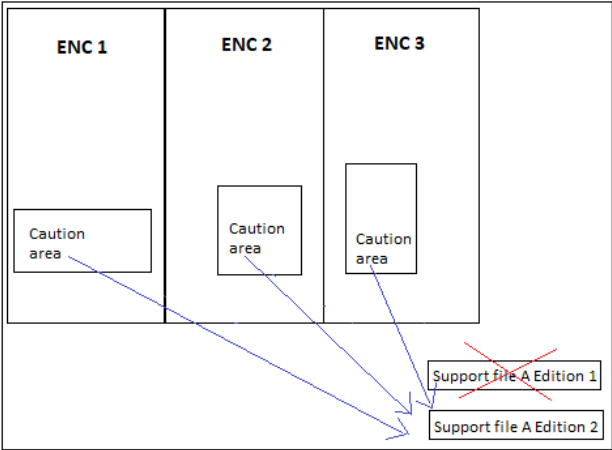 ENC 1
ENC 2
ENC 3
Caution
area
Caution
area
Caution
area
Support file A Edition 1
Support file A Edition 2